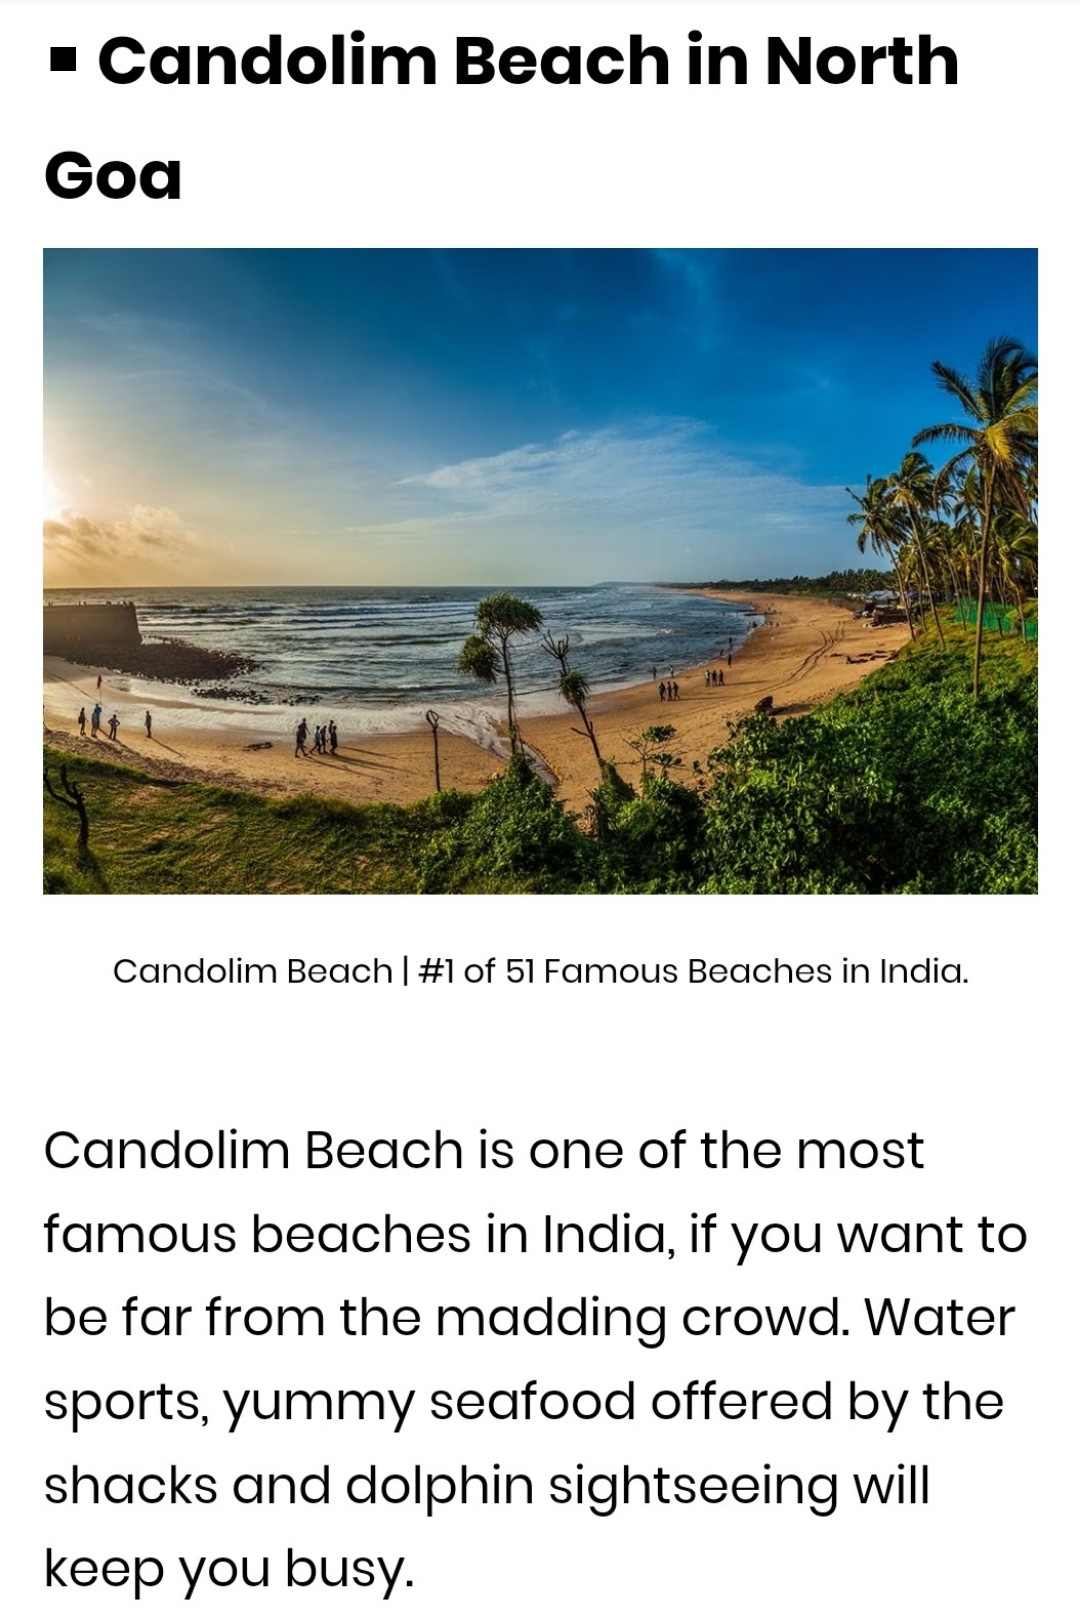 ▪ Candolim Beach in North
Goa
Candolim Beach | #1 of 51 Famous Beaches in India.
Candolim Beach is one of the most
famous beaches in India, if you want to
be far from the madding crowd. Water
sports, yummy seafood offered by the
shacks and dolphin sightseeing will
keep you busy.